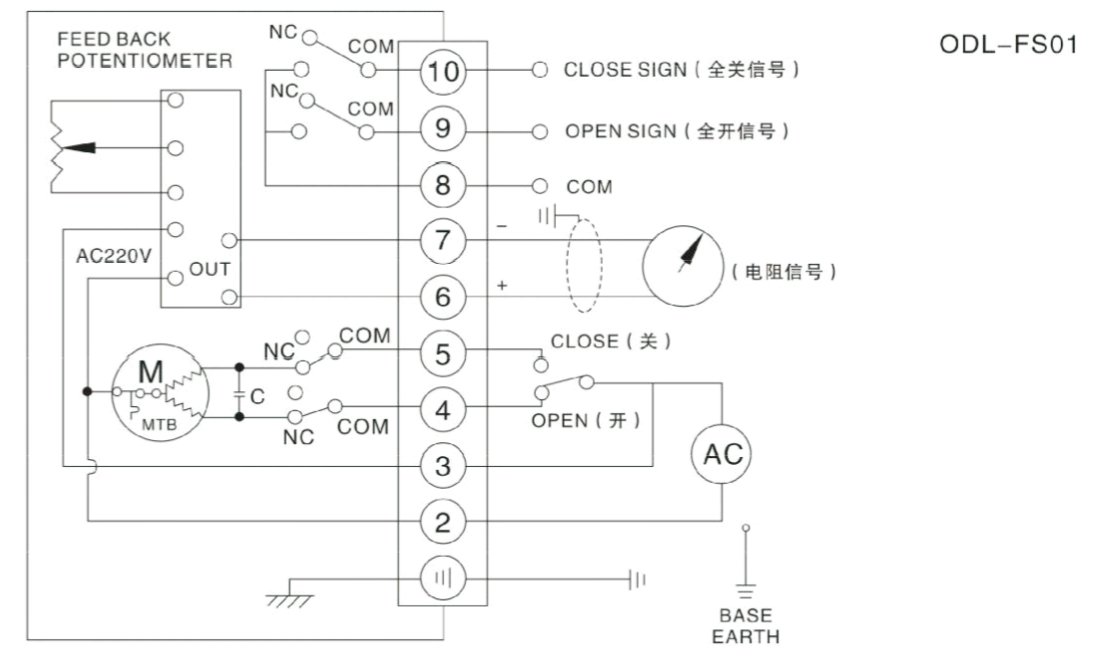 FEED BACK
POTENTIOMETER
NC
COM
10
CLOSE SIGN ( 全关信号 )
ODL-FS01
NC
COM
9
OPEN SIGN ( 全开信号 )
8
COM
7
−
AC220V
OUT
( 电阻信号 )
6
+
NC
COM
5
CLOSE ( 关 )
M
C
MTB
NC
COM
4
OPEN ( 开 )
3
AC
2
BASE
EARTH